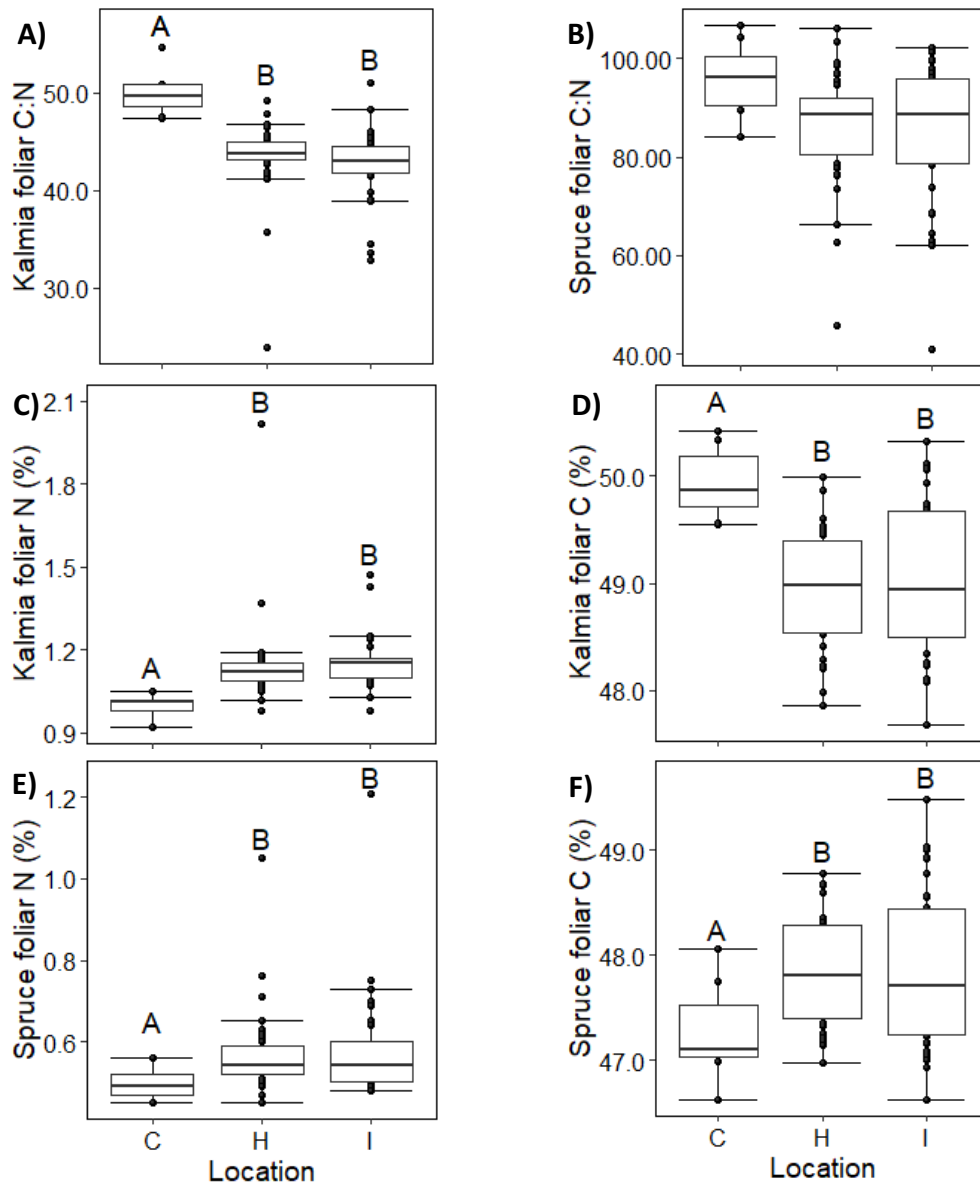 A)
Kalmia foliar C:N
50.0
40.0
30.0
A
B
B
B)
Spruce foliar C:N
100.00
80.00
60.00
40.00
C)
Kalmia foliar N (%)
2.1
1.8
1.5
1.2
0.9
A
B
B
D)
Kalmia foliar C (%)
50.0
49.0
48.0
A
B
B
E)
Spruce foliar N (%)
1.2
1.0
0.8
0.6
A
B
B
C
H
I
Location
F)
Spruce foliar C (%)
49.0
48.0
47.0
A
B
B
C
H
I
Location